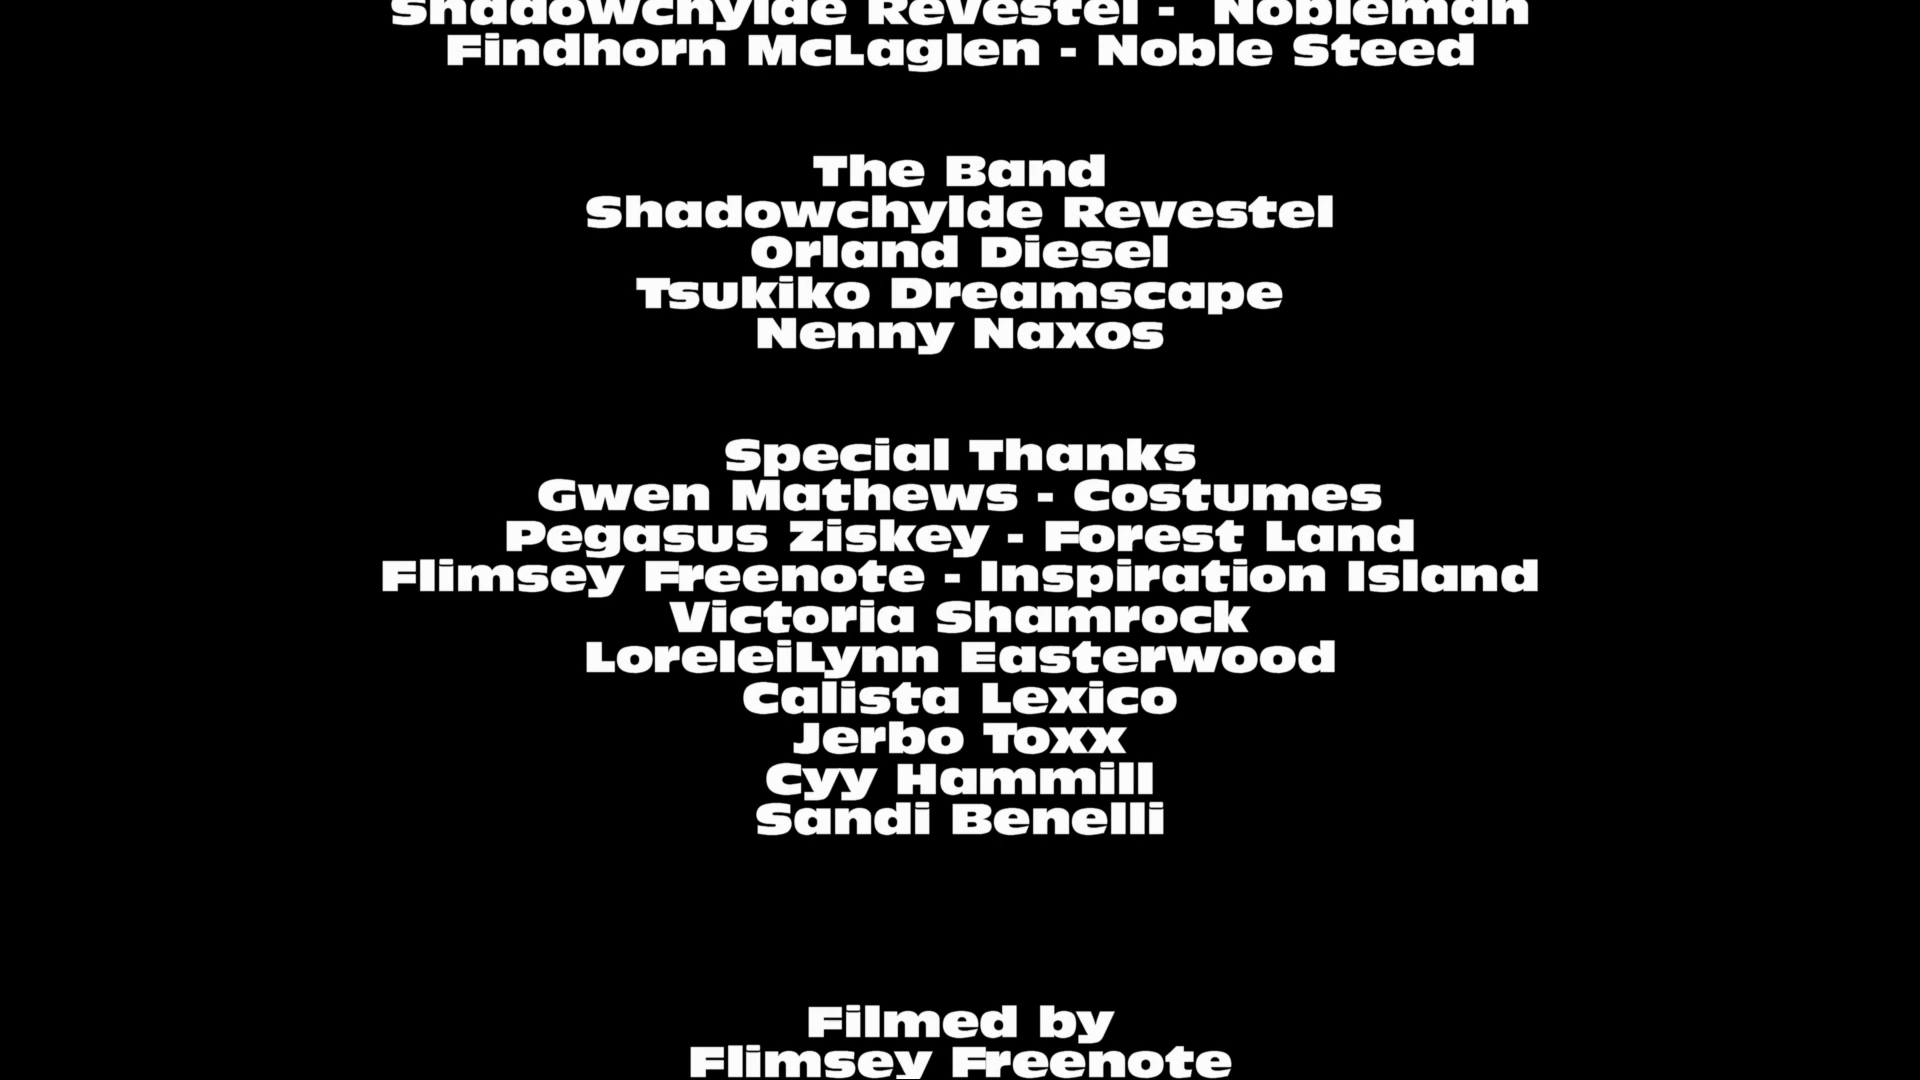 Shadowchylde Revestel - Nobleman
Findhorn McLaglen - Noble Steed
The Band
Shadowchylde Revestel
Orland Diesel
Tsukiko Dreamscape
Nenny Naxos
Special Thanks
Gwen Mathews - Costumes
Pegasus Ziskey - Forest Land
Flimsey Freenote - Inspiration Island
Victoria Shamrock
LoreleiLynn Easterwood
Calista Lexico
Jerbo Toxx
Cyy Hammill
Sandi Benelli
Filmed by
Flimsey Freenote